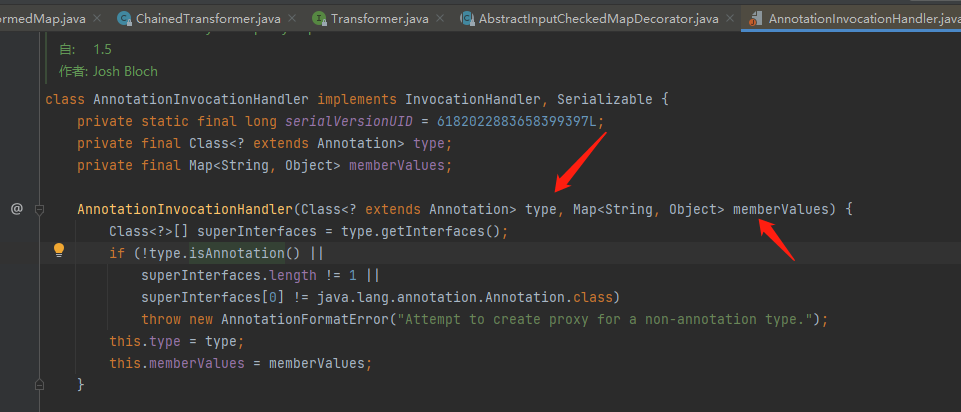 ormedMap.java × ChainedTransformer.java × Transformer.java × AbstractInputCheckedMapDecorator.java × AnnotationInvocationHandler.java
自: 1.5
作者: Josh Bloch
class AnnotationInvocationHandler implements InvocationHandler, Serializable {
private static final long serialVersionUID = 6182022883658399397L;
private final Class<? extends Annotation> type;
private final Map<String, Object> memberValues;
@ AnnotationInvocationHandler(Class<? extends Annotation> type, Map<String, Object> memberValues) {
Class<?>[] superInterfaces = type.getInterfaces();
if (!type.isAnnotation() ||
superInterfaces.length != 1 ||
superInterfaces[0] != java.lang.annotation.Annotation.class)
throw new AnnotationFormatError("Attempt to create proxy for a non-annotation type.");
this.type = type;
this.memberValues = memberValues;
}